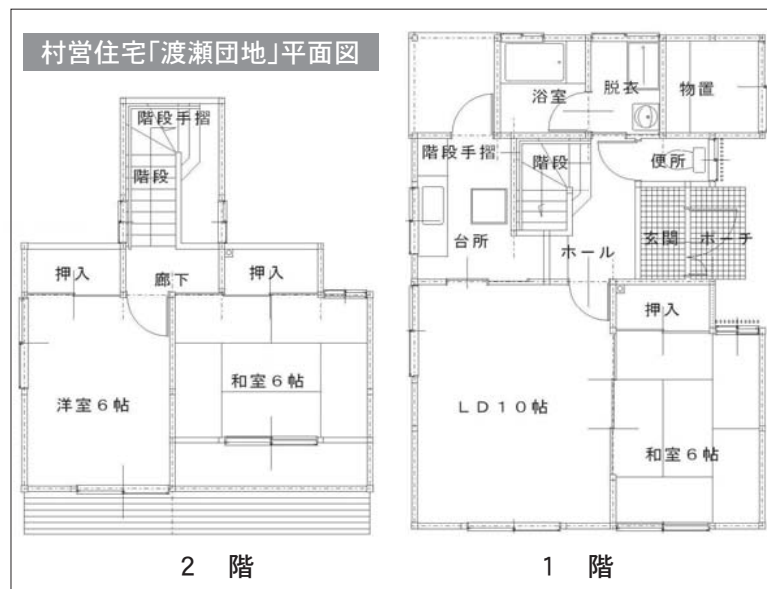 村営住宅「渡瀬団地」平面図
階段手摺
階段
押入
廊下
押入
洋室6帖
和室6帖
2 階
浴室
脱衣
物置
階段手摺
階段
便所
台所
ホール
玄関
ポーチ
押入
LD10帖
和室6帖
1 階